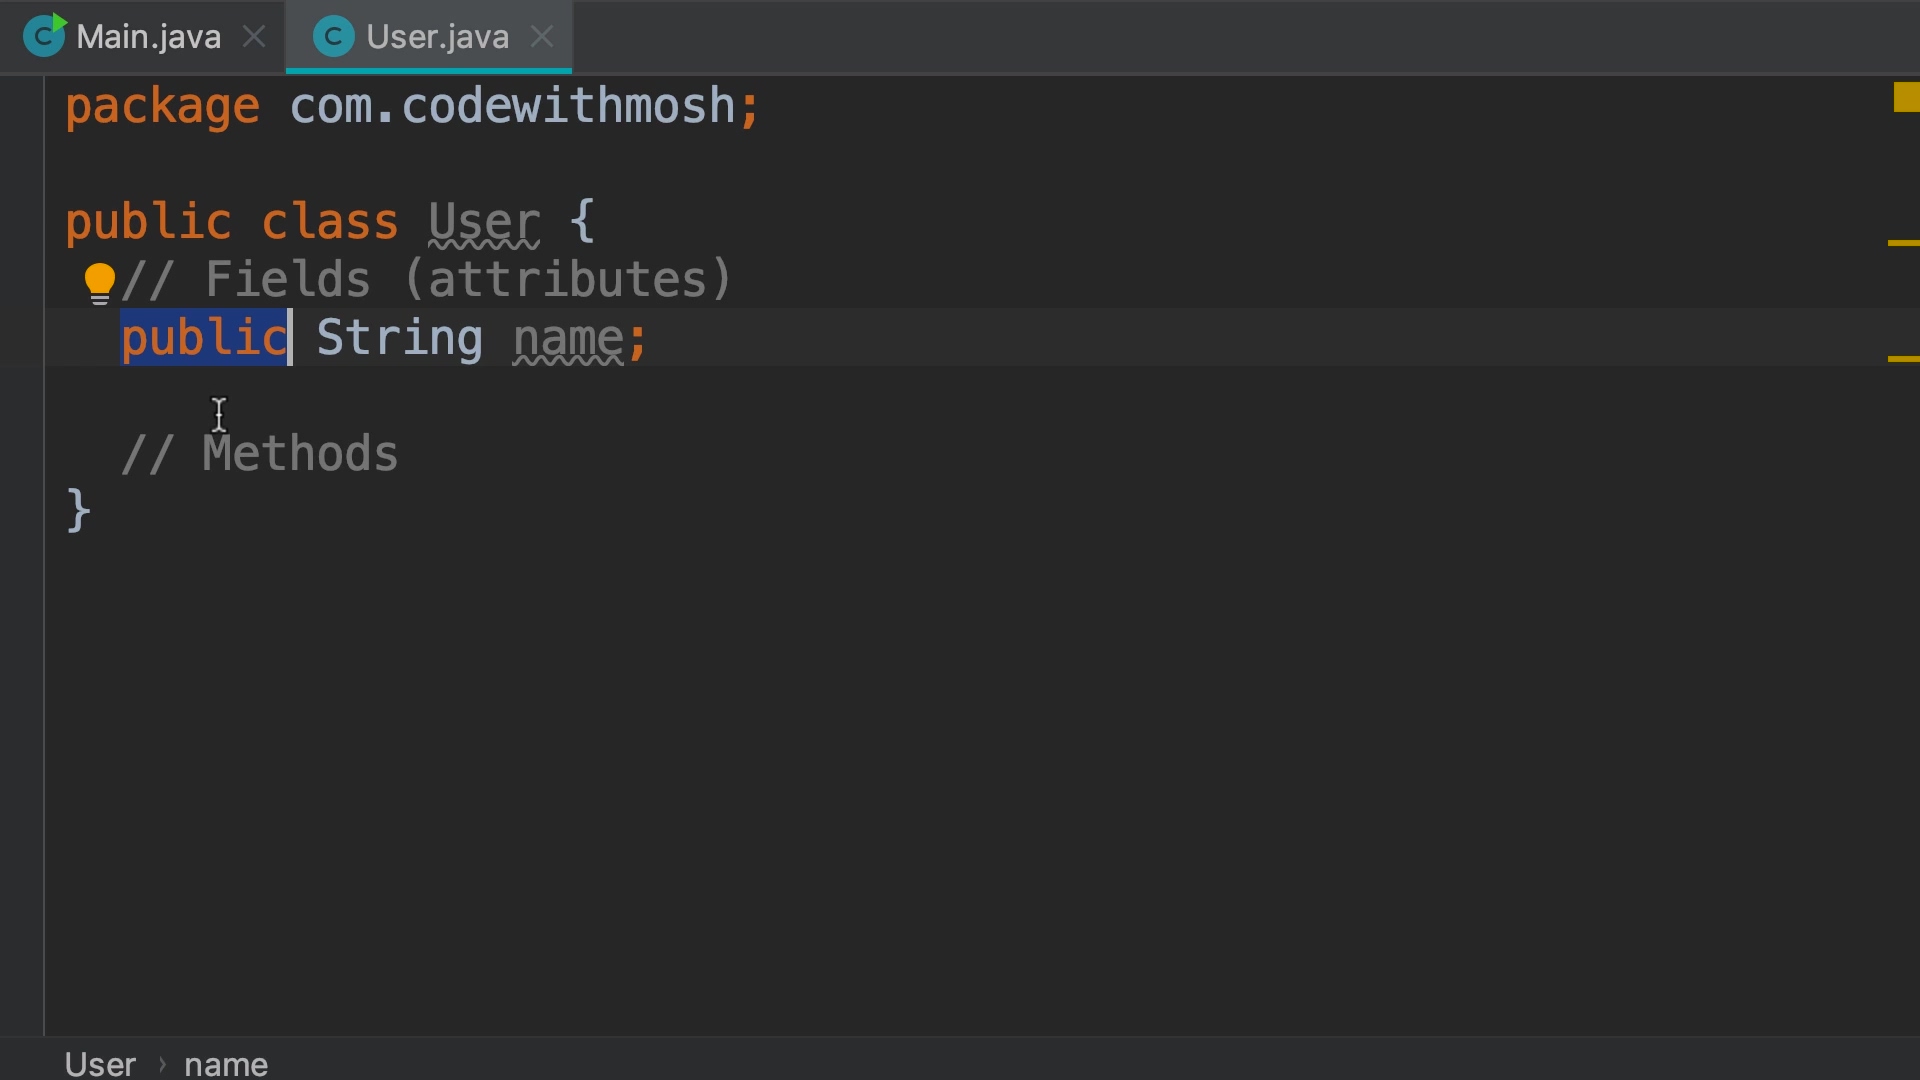 Main.java User.java
package com.codewithmosh;
public class User {
// Fields (attributes)
public String name;
// Methods
}
User › name